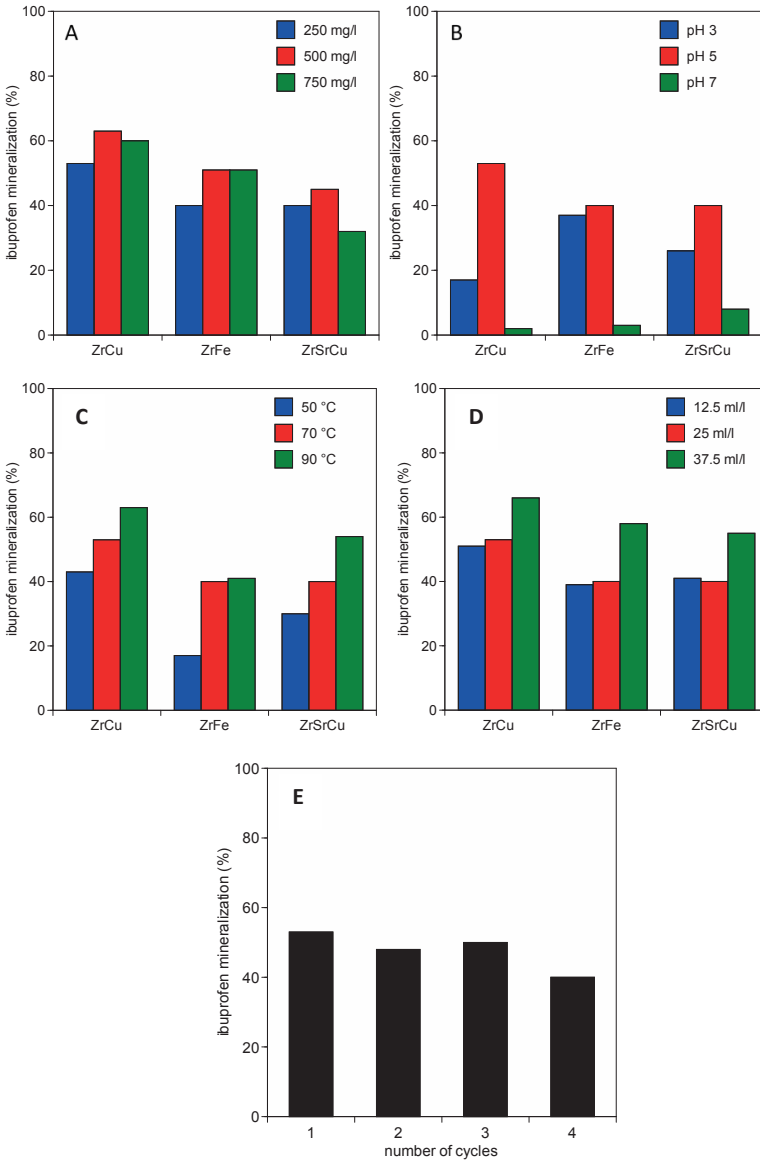 A
250 mg/l
500 mg/l
750 mg/l
ibuprofen mineralization (%)
100
80
60
40
20
0
ZrCu ZrFe ZrSrCu
B
pH 3
pH 5
pH 7
ibuprofen mineralization (%)
100
80
60
40
20
0
ZrCu ZrFe ZrSrCu
C
50 °C
70 °C
90 °C
ibuprofen mineralization (%)
100
80
60
40
20
0
ZrCu ZrFe ZrSrCu
D
12.5 ml/l
25 ml/l
37.5 ml/l
ibuprofen mineralization (%)
100
80
60
40
20
0
ZrCu ZrFe ZrSrCu
E
ibuprofen mineralization (%)
100
80
60
40
20
0
1 2 3 4
number of cycles